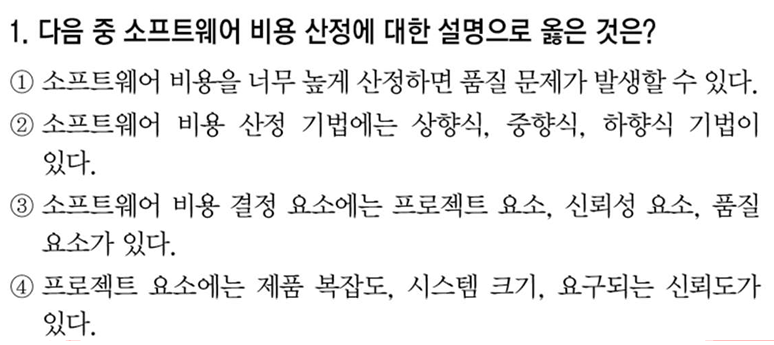 1. 다음 중 소프트웨어 비용 산정에 대한 설명으로 옳은 것은?
① 소프트웨어 비용을 너무 높게 산정하면 품질 문제가 발생할 수 있다.
② 소프트웨어 비용 산정 기법에는 상향식, 중향식, 하향식 기법이
있다.
③ 소프트웨어 비용 결정 요소에는 프로젝트 요소, 신뢰성 요소, 품질
요소가 있다.
④ 프로젝트 요소에는 제품 복잡도, 시스템 크기, 요구되는 신뢰도가
있다.